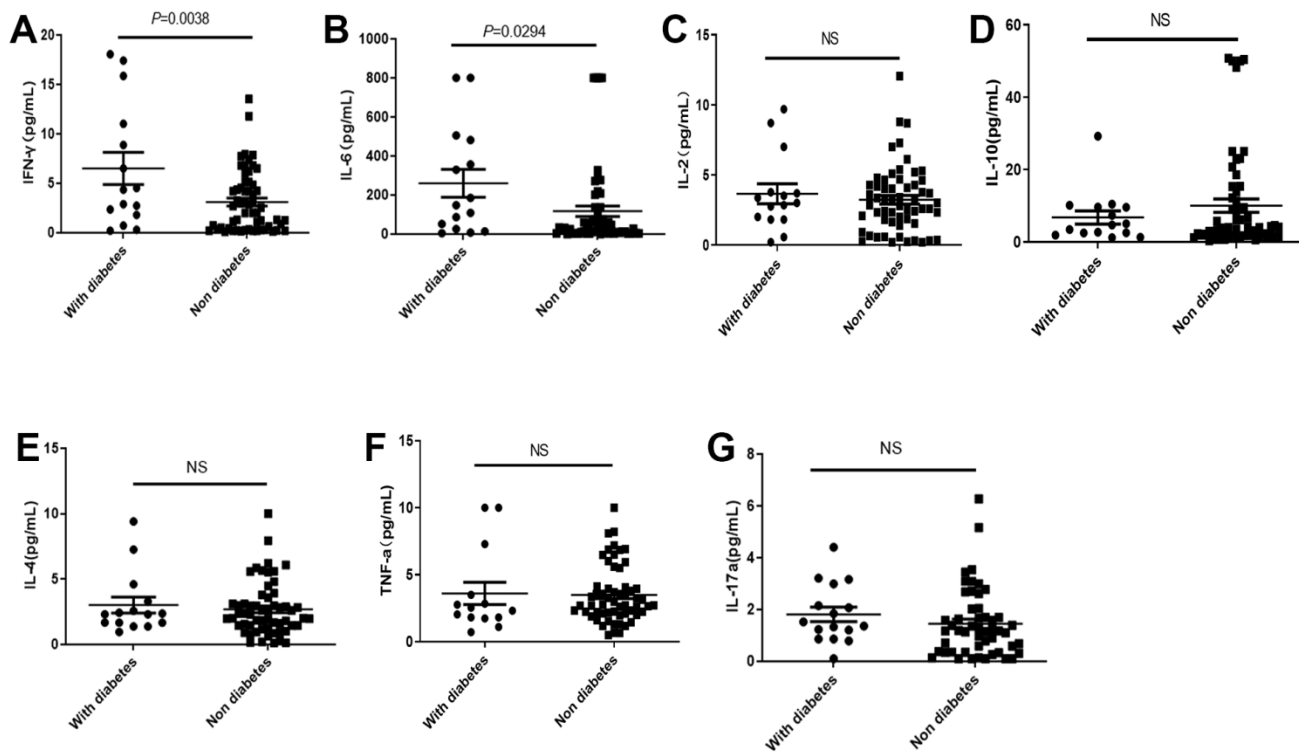 A
P=0.0038
IFN-γ (pg/mL)
20
15
10
5
0
With diabetes
Non diabetes
B
P=0.0294
IL-6 (pg/mL)
1000
800
600
400
200
0
With diabetes
Non diabetes
C
NS
IL-2 (pg/mL)
15
10
5
0
With diabetes
Non diabetes
D
NS
IL-10(pg/mL)
60
40
20
0
With diabetes
Non diabetes
E
NS
IL-4(pg/mL)
15
10
5
0
With diabetes
Non diabetes
F
NS
TNF-a (pg/mL)
15
10
5
0
With diabetes
Non diabetes
G
NS
IL-17a(pg/mL)
8
6
4
2
0
With diabetes
Non diabetes